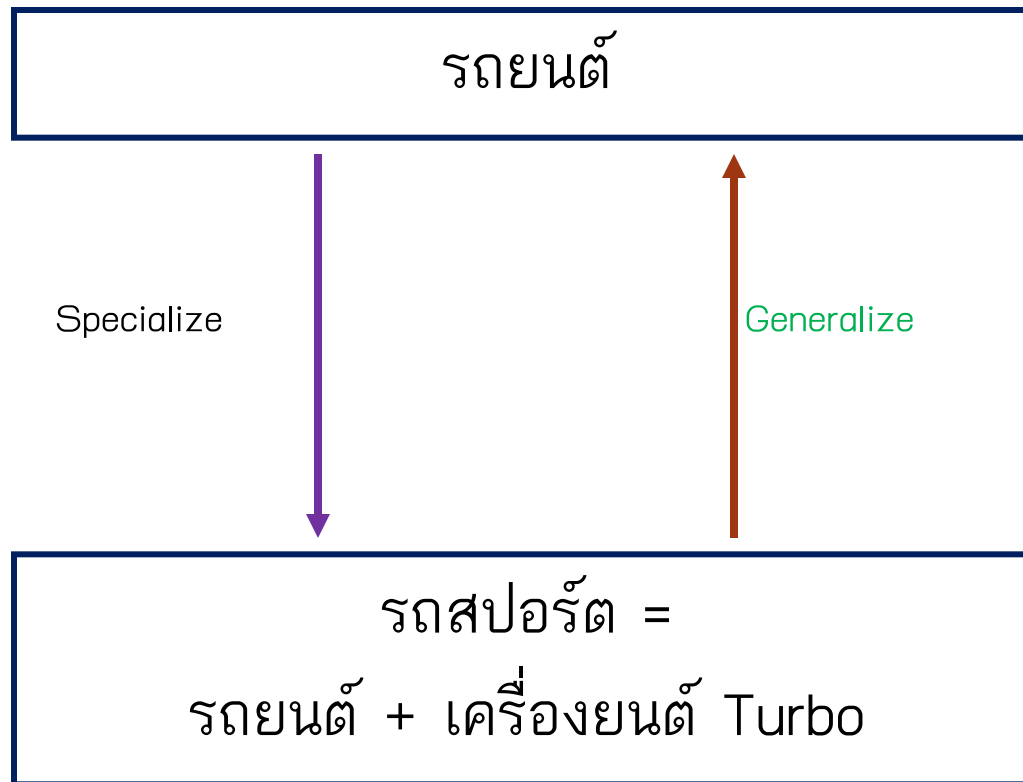 รถยนต์
Specialize
Generalize
รถสปอร์ต =
รถยนต์ + เครื่องยนต์ Turbo